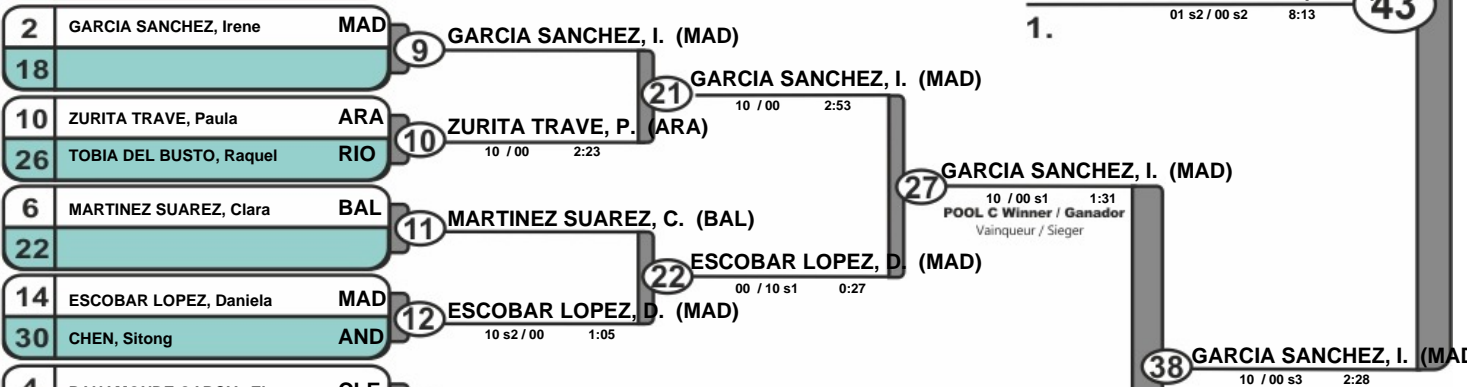 01 s2 / 00 s2 8:13
43
1.
2 GARCIA SANCHEZ, Irene MAD
18
9
GARCIA SANCHEZ, I. (MAD)
10 ZURITA TRAVE, Paula ARA
26 TOBIA DEL BUSTO, Raquel RIO
10
ZURITA TRAVE, P. (ARA)
10 / 00 2:23
21
GARCIA SANCHEZ, I. (MAD)
10 / 00 2:53
6 MARTINEZ SUAREZ, Clara BAL
22
11
MARTINEZ SUAREZ, C. (BAL)
14 ESCOBAR LOPEZ, Daniela MAD
30 CHEN, Sitong AND
12
ESCOBAR LOPEZ, D. (MAD)
10 s2 / 00 1:05
22
ESCOBAR LOPEZ, D. (MAD)
00 / 10 s1 0:27
27
GARCIA SANCHEZ, I. (MAD)
10 / 00 s1 1:31
POOL C Winner / Ganador
Vainqueur / Sieger
38
GARCIA SANCHEZ, I. (MAD
10 / 00 s3 2:28